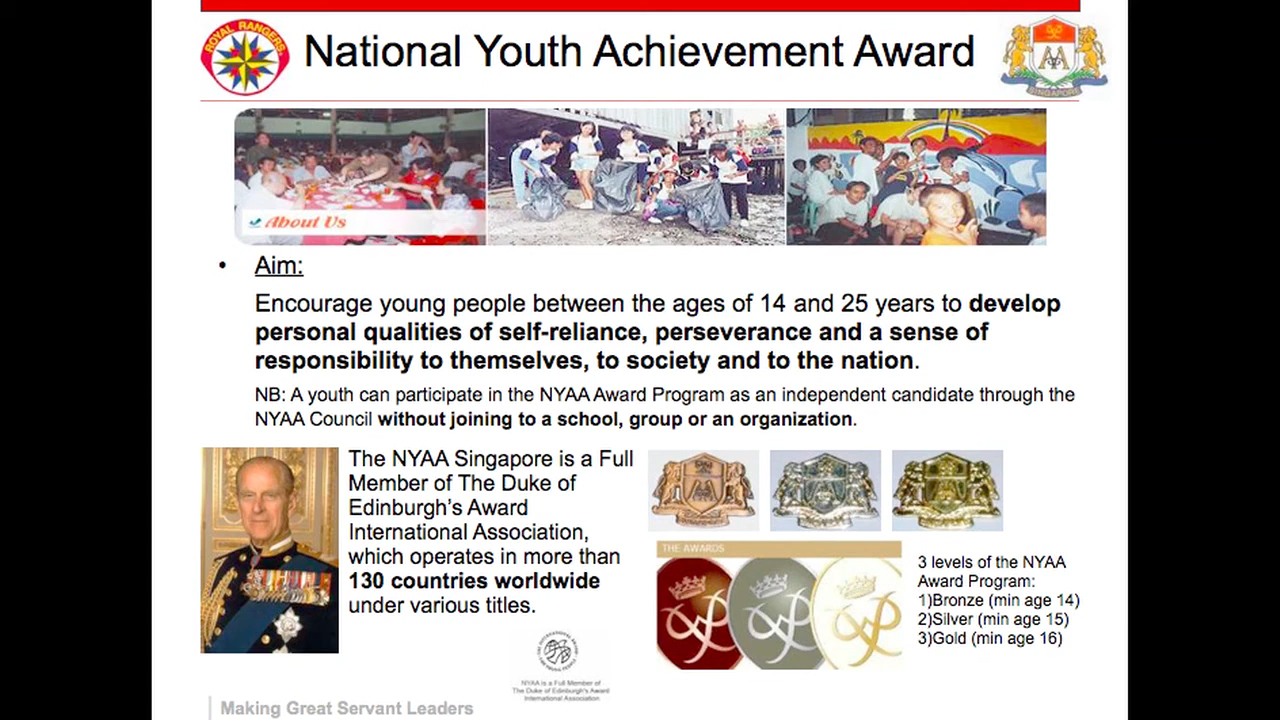 ROYAL RANGERS
National Youth Achievement Award
SINGAPORE
About Us
• Aim:
Encourage young people between the ages of 14 and 25 years to develop
personal qualities of self-reliance, perseverance and a sense of
responsibility to themselves, to society and to the nation.
NB: A youth can participate in the NYAA Award Program as an independent candidate through the
NYAA Council without joining to a school, group or an organization.
The NYAA Singapore is a Full
Member of The Duke of
Edinburgh's Award
International Association,
which operates in more than
130 countries worldwide
under various titles.
THE AWARDS
3 levels of the NYAA
Award Program:
1)Bronze (min age 14)
2)Silver (min age 15)
3)Gold (min age 16)
NYAA is a Full Member of
The Duke of Edinburgh's Award
International Association
Making Great Servant Leaders